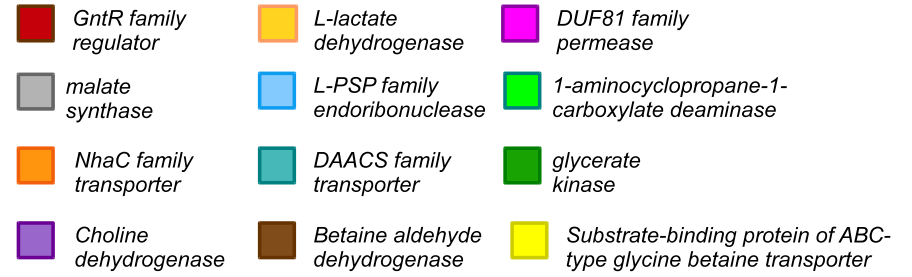 GntR family
regulator
L-lactate
dehydrogenase
DUF81 family
permease
malate
synthase
L-PSP family
endoribonuclease
1-aminocyclopropane-1-
carboxylate deaminase
NhaC family
transporter
DAACS family
transporter
glycerate
kinase
Choline
dehydrogenase
Betaine aldehyde
dehydrogenase
Substrate-binding protein of ABC-
type glycine betaine transporter